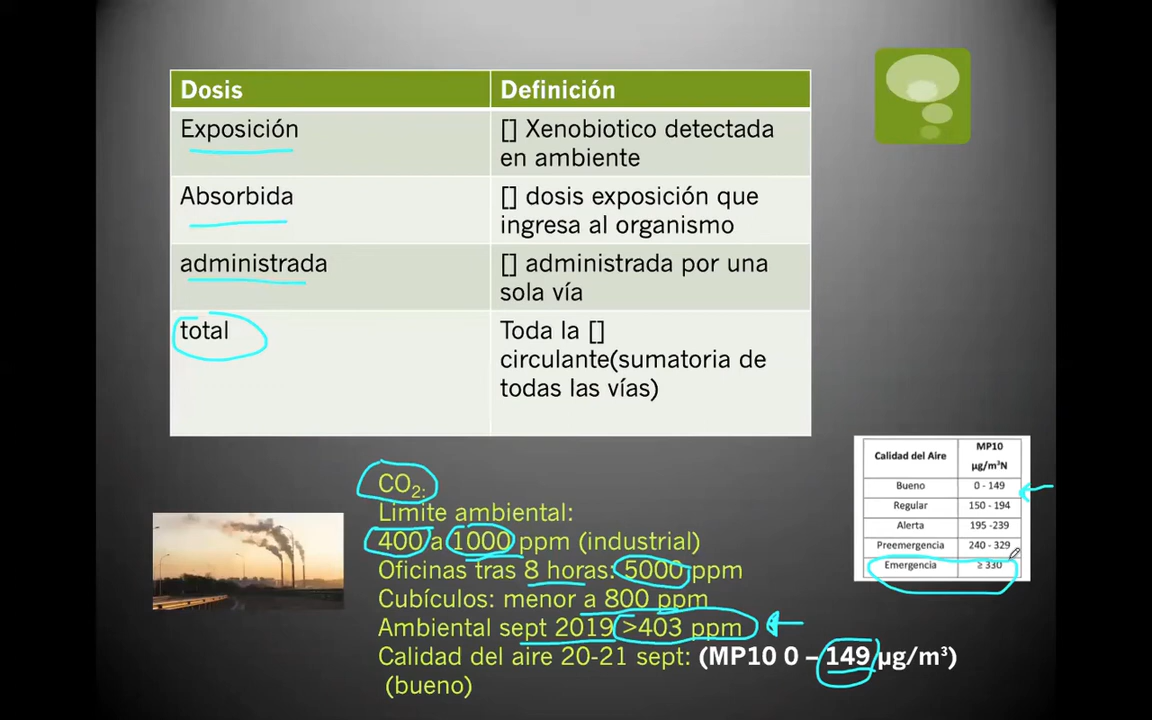 Dosis
Definición
Exposición
[] Xenobiotico detectada
en ambiente
Absorbida
[] dosis exposición que
ingresa al organismo
administrada
[] administrada por una
sola vía
total
Toda la []
circulante(sumatoria de
todas las vías)
CO2:
Limite ambiental:
400 a 1000 ppm (industrial)
Oficinas tras 8 horas: 5000 ppm
Cubículos: menor a 800 ppm
Ambiental sept 2019 >403 ppm
Calidad del aire 20-21 sept: (MP10 0 – 149 µg/m³)
(bueno)
Calidad del Aire
MP10
µg/m³N
Bueno 0 - 149
Regular 150 - 194
Alerta 195 -239
Preemergencia 240 - 329
Emergencia ≥ 330